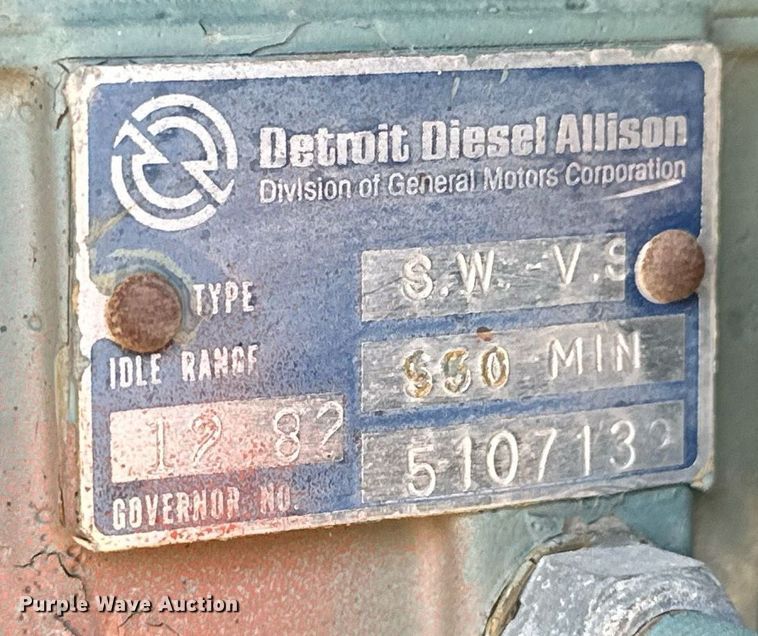 Detroit Diesel Allison
Division of General Motors Corporation
TYPE S.W.-V.S
IDLE RANGE 550 MIN
12 82
GOVERNOR NO. 5107132
Purple Wave Auction